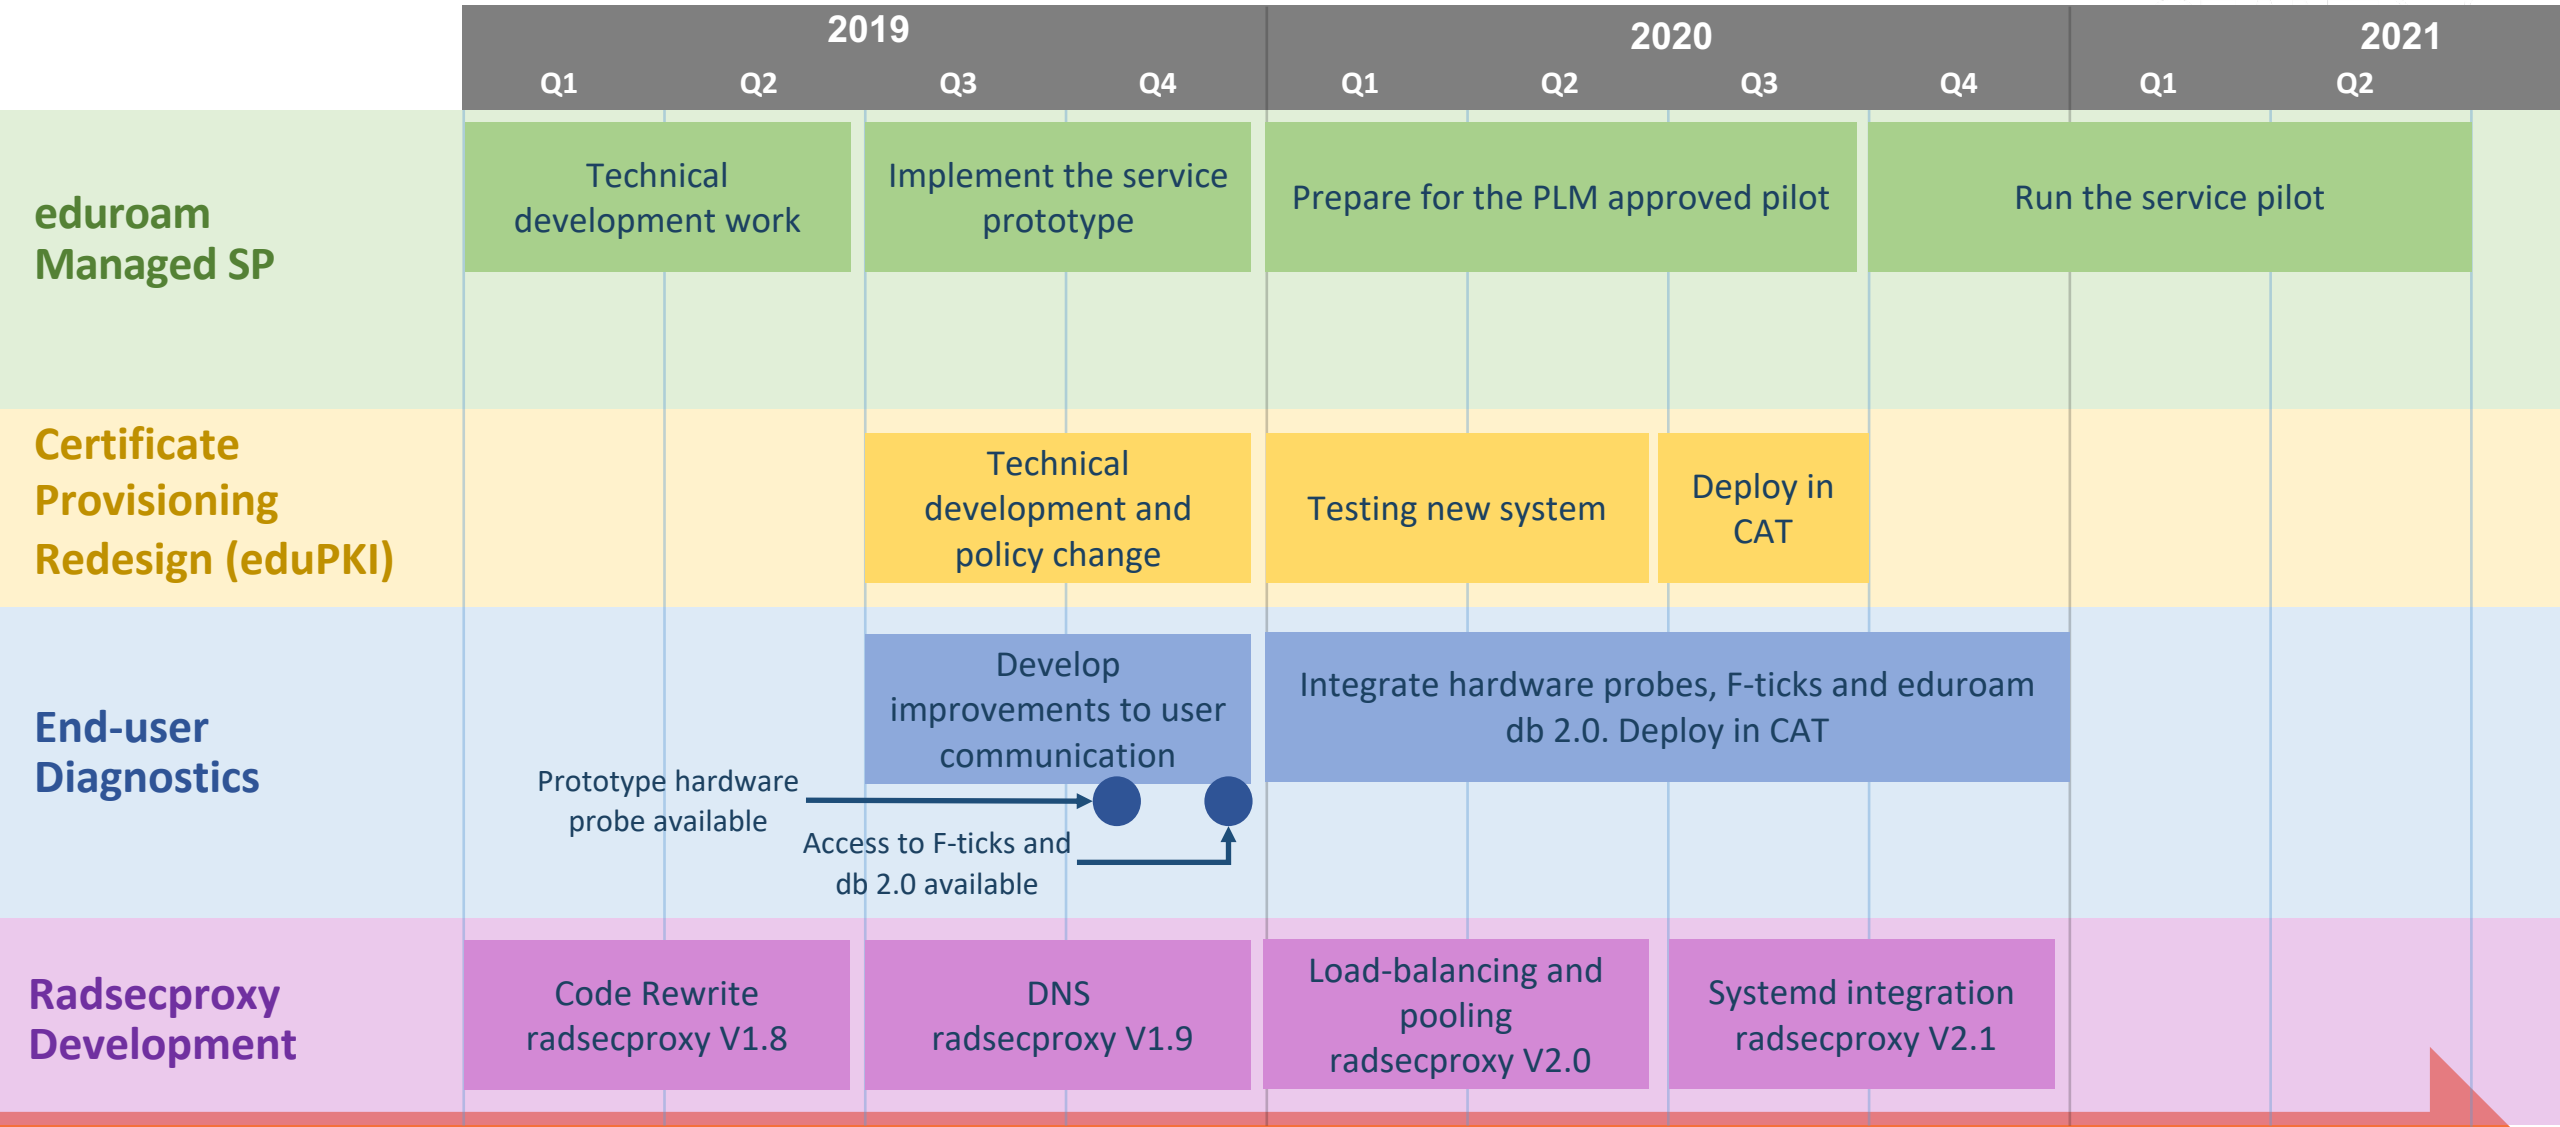 2019
2020
2021
Q1
Q2
Q3
Q4
Q1
Q2
Q3
Q4
Q1
Q2
eduroam
Managed SP
Technical
development work
Implement the service
prototype
Prepare for the PLM approved pilot
Run the service pilot
Certificate
Provisioning
Redesign (eduPKI)
Technical
development and
policy change
Testing new system
Deploy in
CAT
End-user
Diagnostics
Develop
improvements to user
communication
Integrate hardware probes, F-ticks and eduroam
db 2.0. Deploy in CAT
Prototype hardware
probe available
Access to F-ticks and
db 2.0 available
Radsecproxy
Development
Code Rewrite
radsecproxy V1.8
DNS
radsecproxy V1.9
Load-balancing and
pooling
radsecproxy V2.0
Systemd integration
radsecproxy V2.1